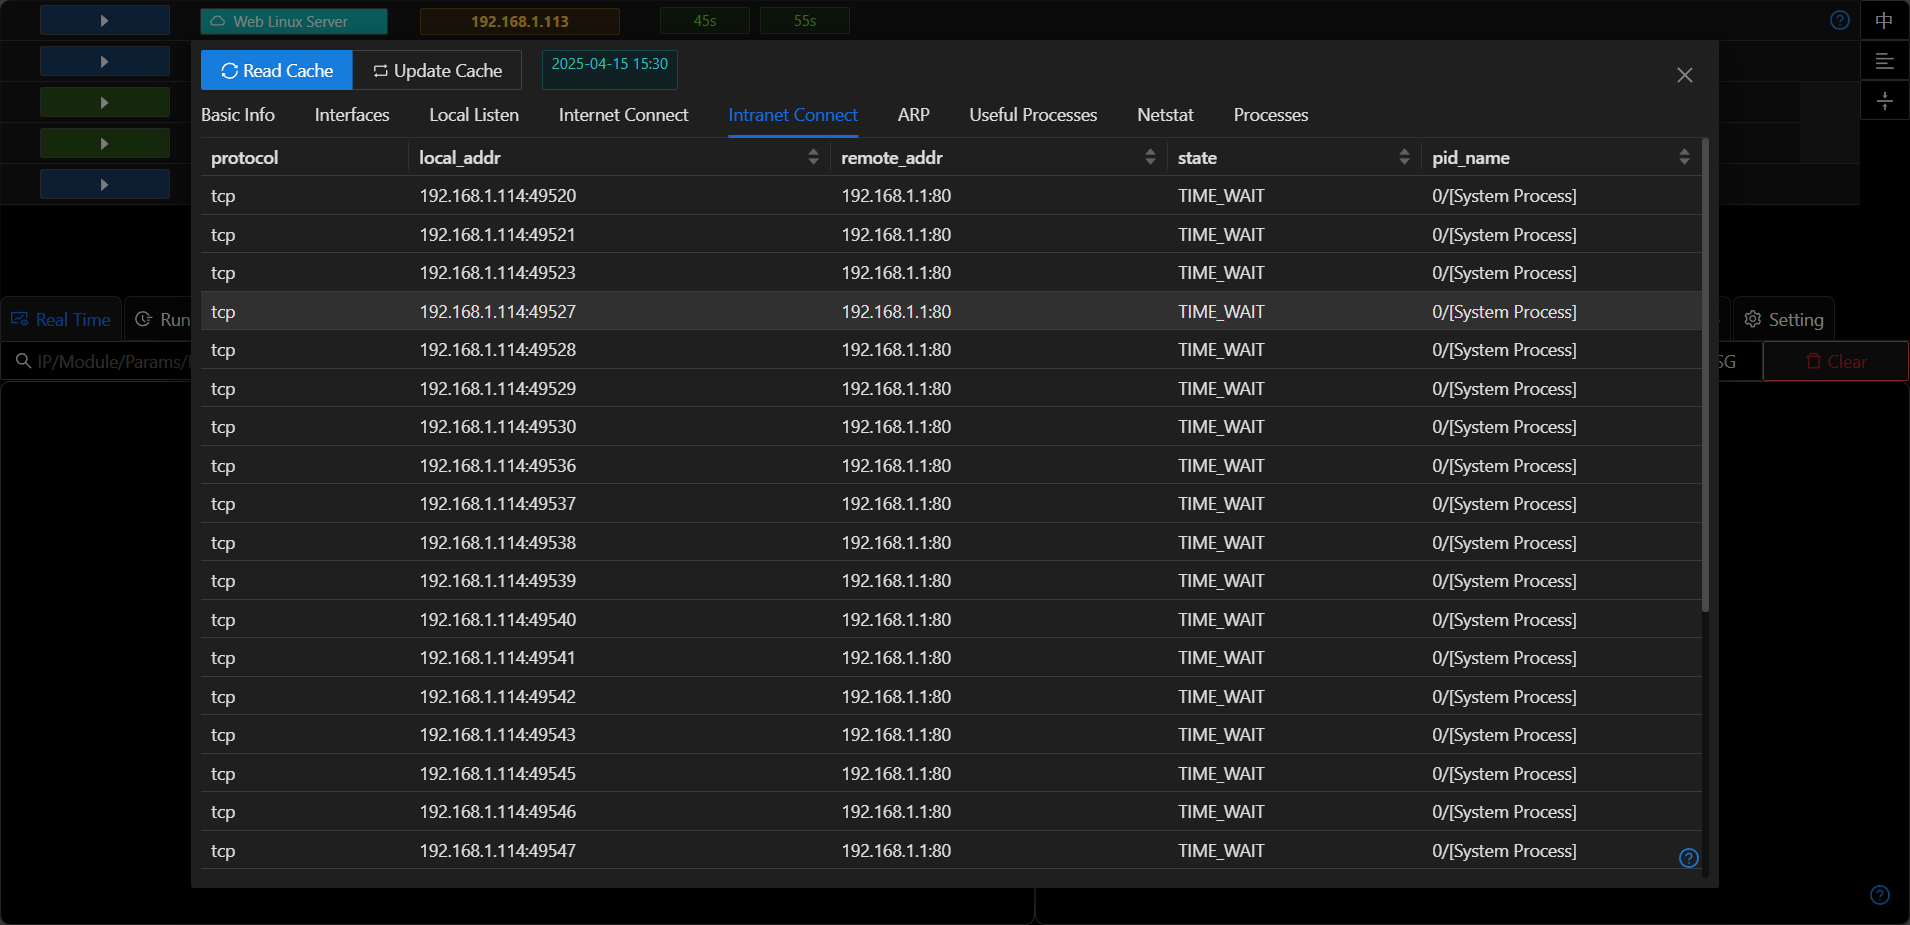 Web Linux Server 192.168.1.113 45s 55s 中
Read Cache Update Cache 2025-04-15 15:30
Basic Info Interfaces Local Listen Internet Connect Intranet Connect ARP Useful Processes Netstat Processes
protocol local_addr remote_addr state pid_name
tcp 192.168.1.114:49520 192.168.1.1:80 TIME_WAIT 0/[System Process]
tcp 192.168.1.114:49521 192.168.1.1:80 TIME_WAIT 0/[System Process]
tcp 192.168.1.114:49523 192.168.1.1:80 TIME_WAIT 0/[System Process]
tcp 192.168.1.114:49527 192.168.1.1:80 TIME_WAIT 0/[System Process]
Real Time Run Setting
tcp 192.168.1.114:49528 192.168.1.1:80 TIME_WAIT 0/[System Process]
IP/Module/Params/ SG Clear
tcp 192.168.1.114:49529 192.168.1.1:80 TIME_WAIT 0/[System Process]
tcp 192.168.1.114:49530 192.168.1.1:80 TIME_WAIT 0/[System Process]
tcp 192.168.1.114:49536 192.168.1.1:80 TIME_WAIT 0/[System Process]
tcp 192.168.1.114:49537 192.168.1.1:80 TIME_WAIT 0/[System Process]
tcp 192.168.1.114:49538 192.168.1.1:80 TIME_WAIT 0/[System Process]
tcp 192.168.1.114:49539 192.168.1.1:80 TIME_WAIT 0/[System Process]
tcp 192.168.1.114:49540 192.168.1.1:80 TIME_WAIT 0/[System Process]
tcp 192.168.1.114:49541 192.168.1.1:80 TIME_WAIT 0/[System Process]
tcp 192.168.1.114:49542 192.168.1.1:80 TIME_WAIT 0/[System Process]
tcp 192.168.1.114:49543 192.168.1.1:80 TIME_WAIT 0/[System Process]
tcp 192.168.1.114:49545 192.168.1.1:80 TIME_WAIT 0/[System Process]
tcp 192.168.1.114:49546 192.168.1.1:80 TIME_WAIT 0/[System Process]
tcp 192.168.1.114:49547 192.168.1.1:80 TIME_WAIT 0/[System Process]